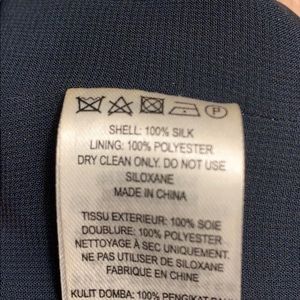 P
SHELL: 100% SILK
LINING: 100% POLYESTER
DRY CLEAN ONLY. DO NOT USE
SILOXANE
MADE IN CHINA
TISSU EXTERIEUR: 100% SOIE
DOUBLURE: 100% POLYESTER
NETTOYAGE À SEC UNIQUEMENT.
NE PAS UTILISER DE SILOXANE
FABRIQUE EN CHINE
KULIT DOMBA: 100%